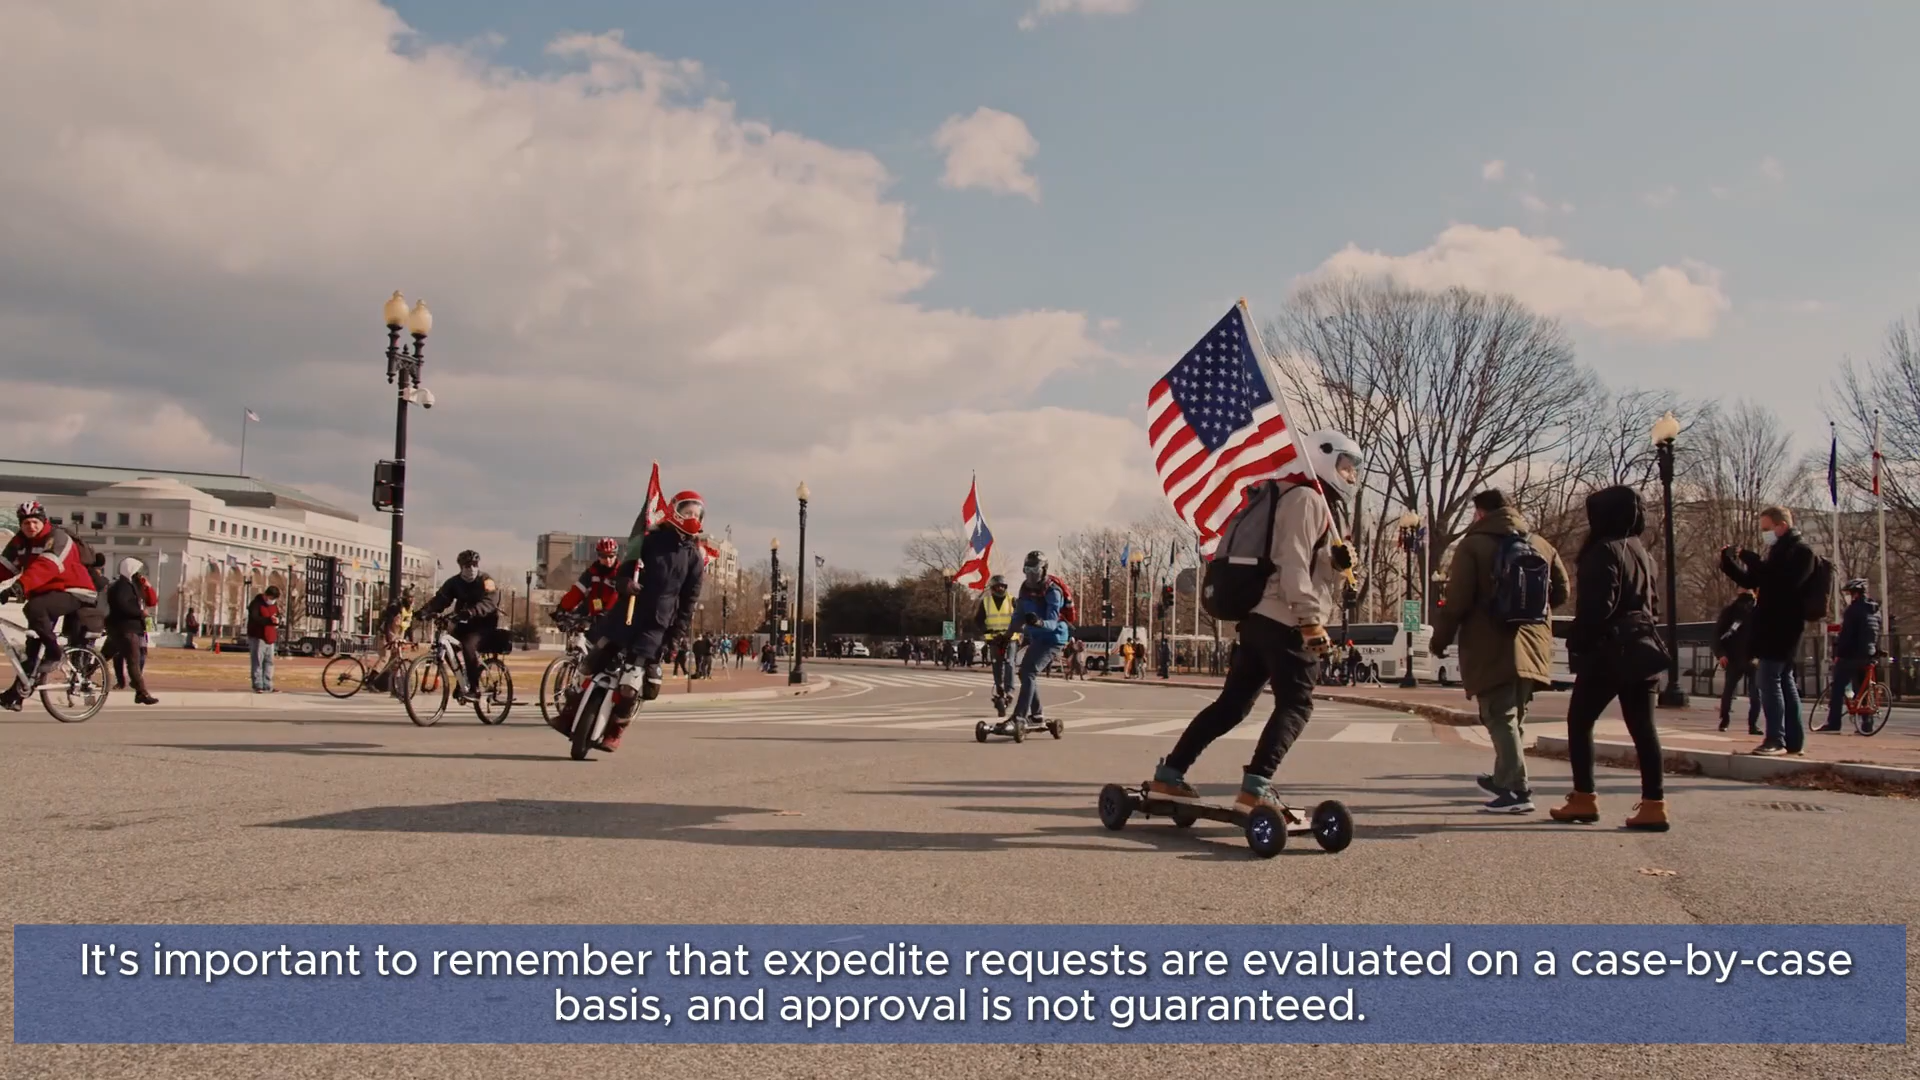 It's important to remember that expedite requests are evaluated on a case-by-case
basis, and approval is not guaranteed.